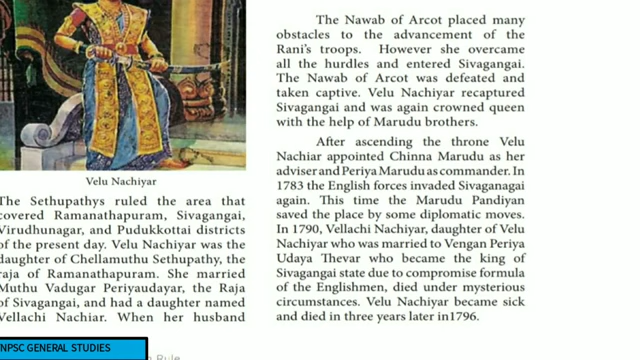 Velu Nachiyar
The Sethupathys ruled the area that
covered Ramanathapuram, Sivagangai,
Virudhunagar, and Pudukkottai districts
of the present day. Velu Nachiyar was the
daughter of Chellamuthu Sethupathy, the
raja of Ramanathapuram. She married
Muthu Vadugar Periyaudayar, the Raja
of Sivagangai, and had a daughter named
Vellachi Nachiar. When her husband
The Nawab of Arcot placed many
obstacles to the advancement of the
Rani's troops. However she overcame
all the hurdles and entered Sivagangai.
The Nawab of Arcot was defeated and
taken captive. Velu Nachiyar recaptured
Sivagangai and was again crowned queen
with the help of Marudu brothers.
After ascending the throne Velu
Nachiar appointed Chinna Marudu as her
adviser and Periya Marudu as commander. In
1783 the English forces invaded Sivaganagai
again. This time the Marudu Pandiyan
saved the place by some diplomatic moves.
In 1790, Vellachi Nachiyar, daughter of Velu
Nachiyar who was married to Vengan Periya
Udaya Thevar who became the king of
Sivagangai state due to compromise formula
of the Englishmen, died under mysterious
circumstances. Velu Nachiyar became sick
and died in three years later in1796.
NPSC GENERAL STUDIES
Rule